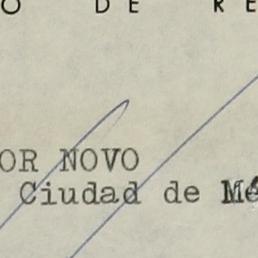 O DE RE
OR NOVO
Ciudad de Mé